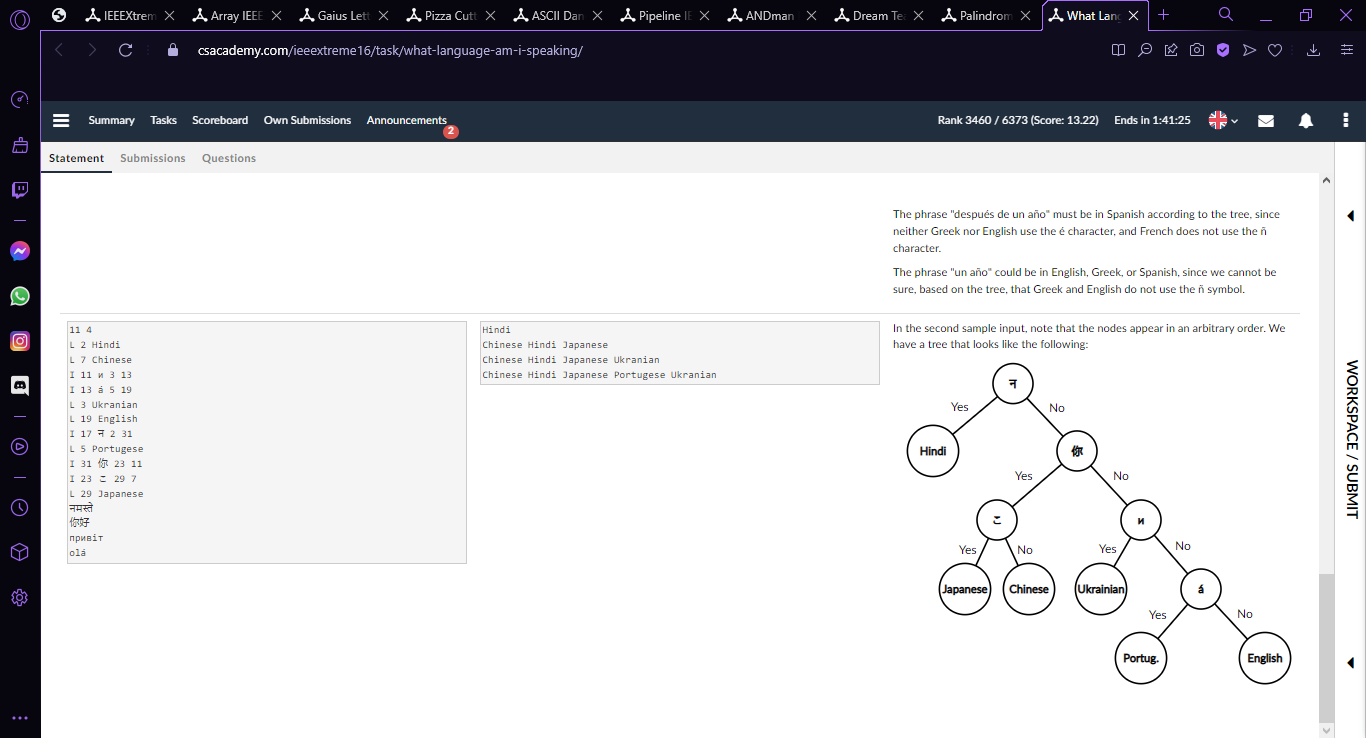 IEEEXtrem
Array IEEE
Gaius Lett
Pizza Cutt
ASCII Dan
Pipeline IE
ANDman
Dream Te
Palindrom
What Lang
csacademy.com/ieeextreme16/task/what-language-am-i-speaking/
Summary Tasks Scoreboard Own Submissions Announcements 2
Rank 3460 / 6373 (Score: 13.22) Ends in 1:41:25
Statement Submissions Questions
The phrase "después de un año" must be in Spanish according to the tree, since
neither Greek nor English use the é character, and French does not use the ñ
character.
The phrase "un año" could be in English, Greek, or Spanish, since we cannot be
sure, based on the tree, that Greek and English do not use the ñ symbol.
11 4
L 2 Hindi
L 7 Chinese
I 11 и 3 13
I 13 á 5 19
L 3 Ukranian
L 19 English
I 17 न 2 31
L 5 Portugese
I 31 你 23 11
I 23 こ 29 7
L 29 Japanese
नमस्ते
你好
привіт
olá
Hindi
Chinese Hindi Japanese
Chinese Hindi Japanese Ukranian
Chinese Hindi Japanese Portugese Ukranian
In the second sample input, note that the nodes appear in an arbitrary order. We
have a tree that looks like the following:
न
Yes No
Hindi 你
Yes No
こ и
Yes No Yes No
Japanese Chinese Ukrainian á
Yes No
Portug. English
WORKSPACE / SUBMIT